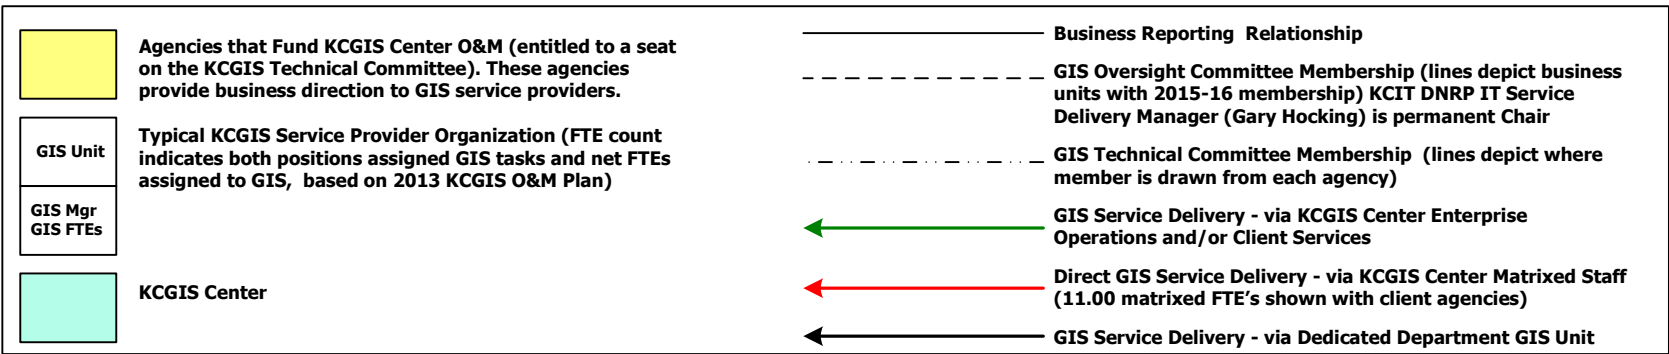 Agencies that Fund KCGIS Center O&M (entitled to a seat
on the KCGIS Technical Committee). These agencies
provide business direction to GIS service providers.
GIS Unit
GIS Mgr
GIS FTEs
Typical KCGIS Service Provider Organization (FTE count
indicates both positions assigned GIS tasks and net FTEs
assigned to GIS, based on 2013 KCGIS O&M Plan)
KCGIS Center
Business Reporting Relationship
GIS Oversight Committee Membership (lines depict business
units with 2015-16 membership) KCIT DNRP IT Service
Delivery Manager (Gary Hocking) is permanent Chair
GIS Technical Committee Membership (lines depict where
member is drawn from each agency)
GIS Service Delivery - via KCGIS Center Enterprise
Operations and/or Client Services
Direct GIS Service Delivery - via KCGIS Center Matrixed Staff
(11.00 matrixed FTE's shown with client agencies)
GIS Service Delivery - via Dedicated Department GIS Unit